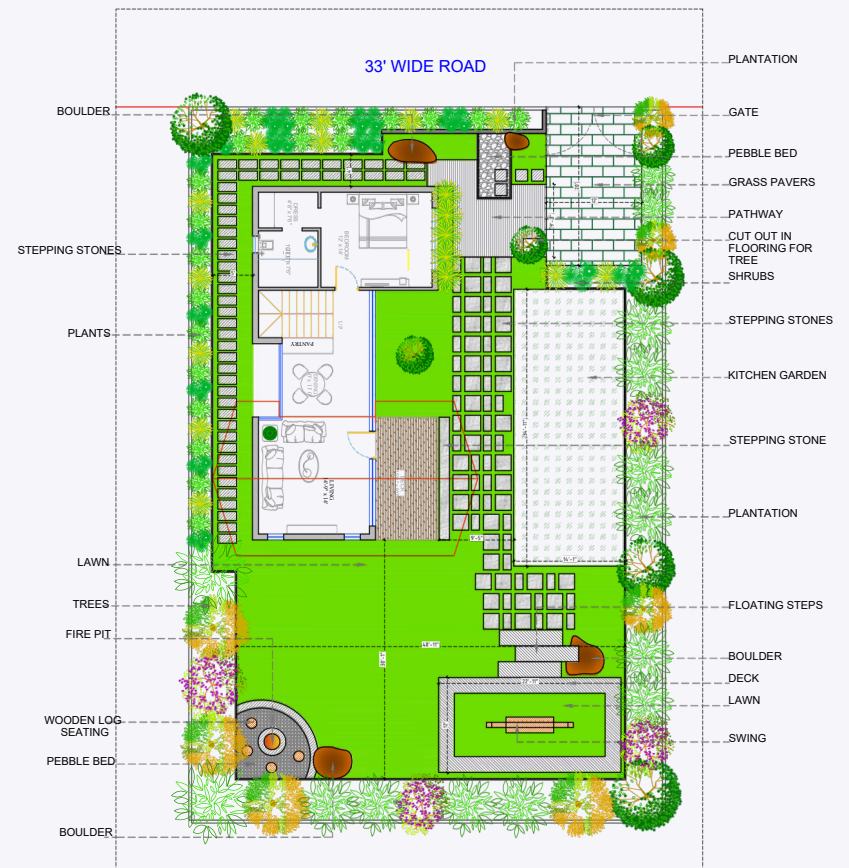 33' WIDE ROAD
PLANTATION
BOULDER
GATE
PEBBLE BED
GRASS PAVERS
PATHWAY
CUT OUT IN
FLOORING FOR
TREE
SHRUBS
STEPPING STONES
STEPPING STONES
PLANTS
KITCHEN GARDEN
STEPPING STONE
PLANTATION
LAWN
TREES
FLOATING STEPS
FIRE PIT
BOULDER
DECK
LAWN
WOODEN LOG
SEATING
SWING
PEBBLE BED
BOULDER
BEDROOM
PANTRY
LIVING